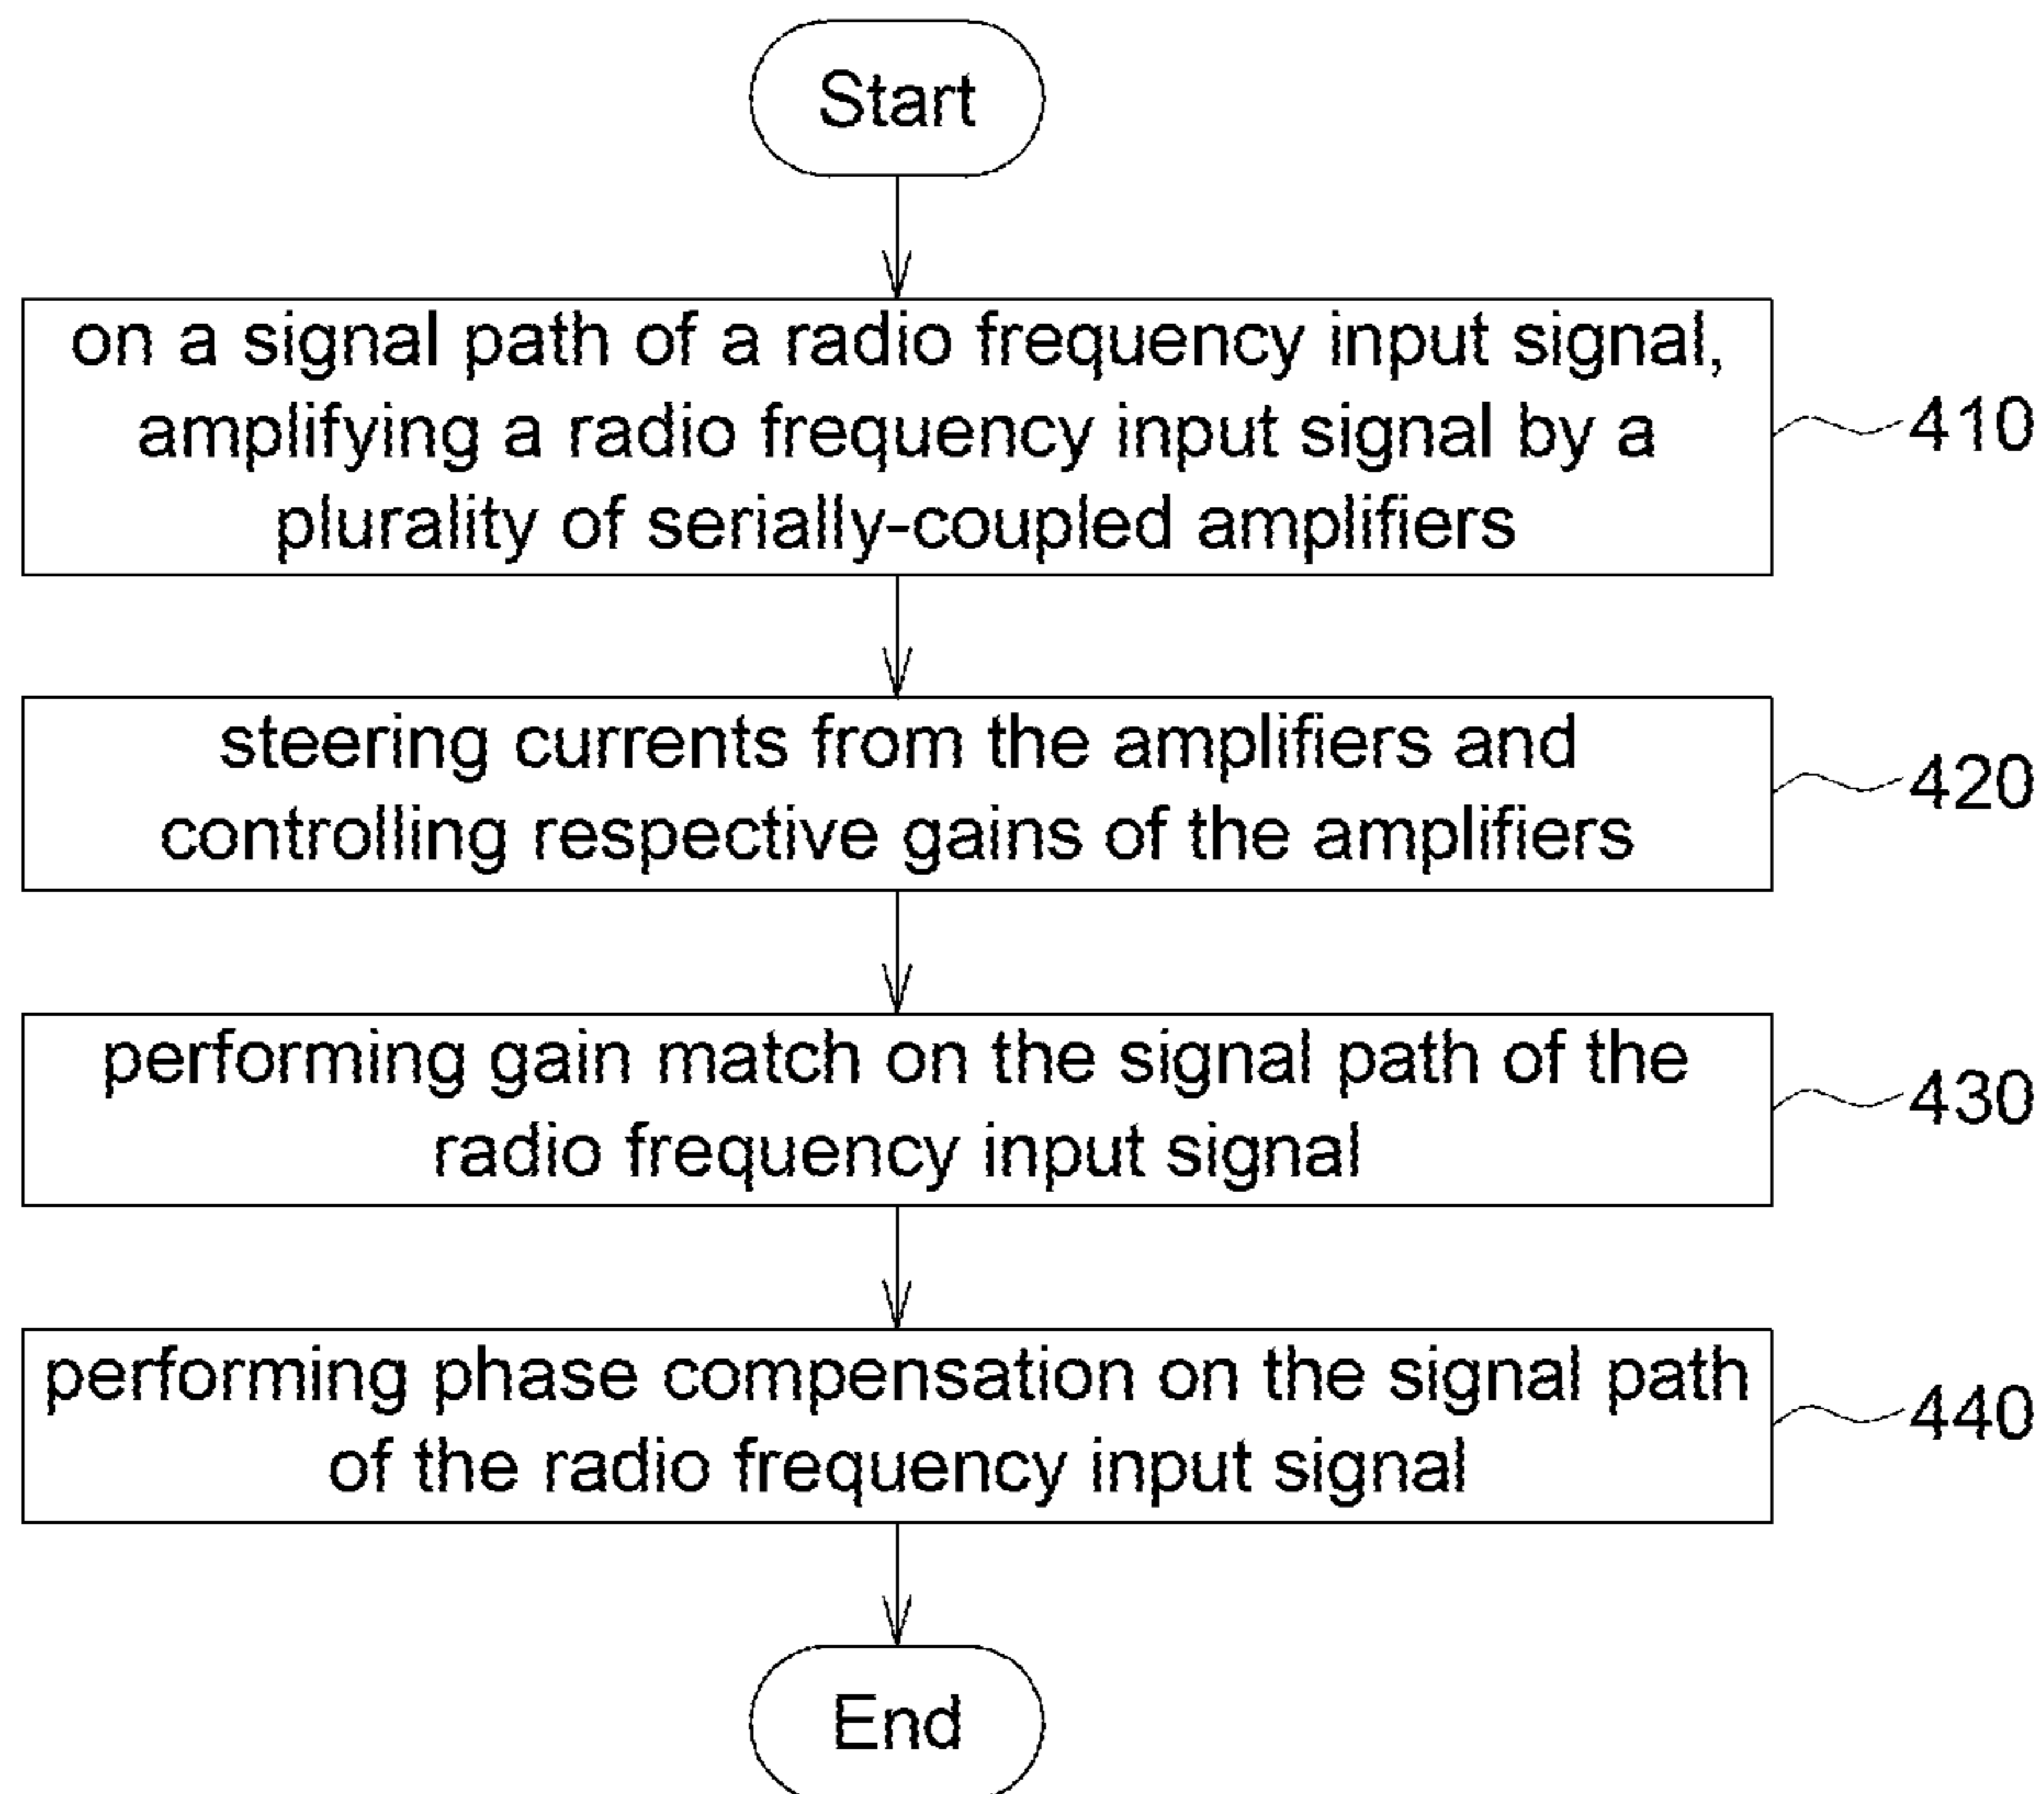 Start
on a signal path of a radio frequency input signal,
amplifying a radio frequency input signal by a
plurality of serially-coupled amplifiers
410
steering currents from the amplifiers and
controlling respective gains of the amplifiers
420
performing gain match on the signal path of the
radio frequency input signal
430
performing phase compensation on the signal path
of the radio frequency input signal
440
End